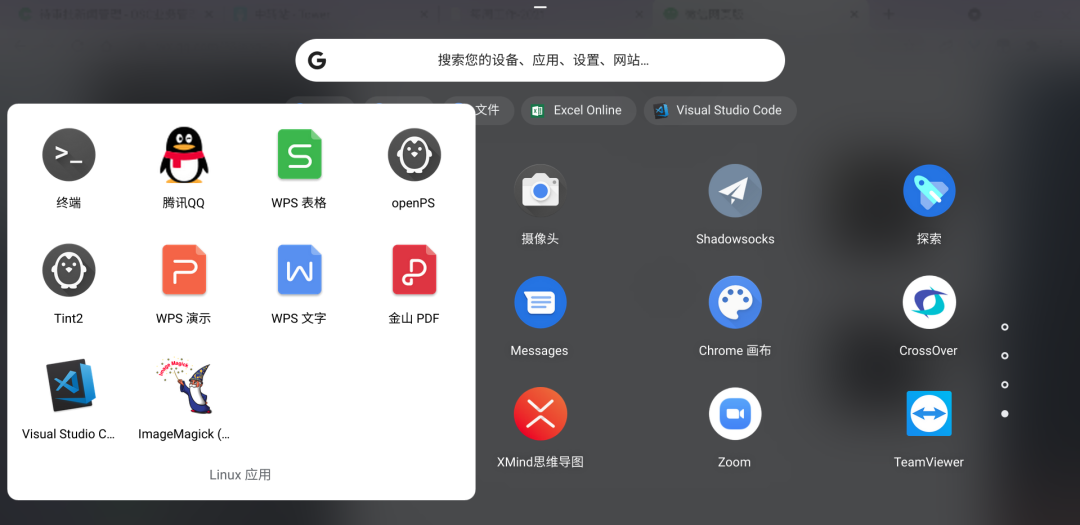 搜索您的设备、应用、设置、网站...
文件
Excel Online
Visual Studio Code
终端
腾讯QQ
WPS 表格
openPS
Tint2
WPS 演示
WPS 文字
金山 PDF
Visual Studio C...
ImageMagick (...
Linux 应用
摄像头
Shadowsocks
探索
Messages
Chrome 画布
CrossOver
XMind思维导图
Zoom
TeamViewer